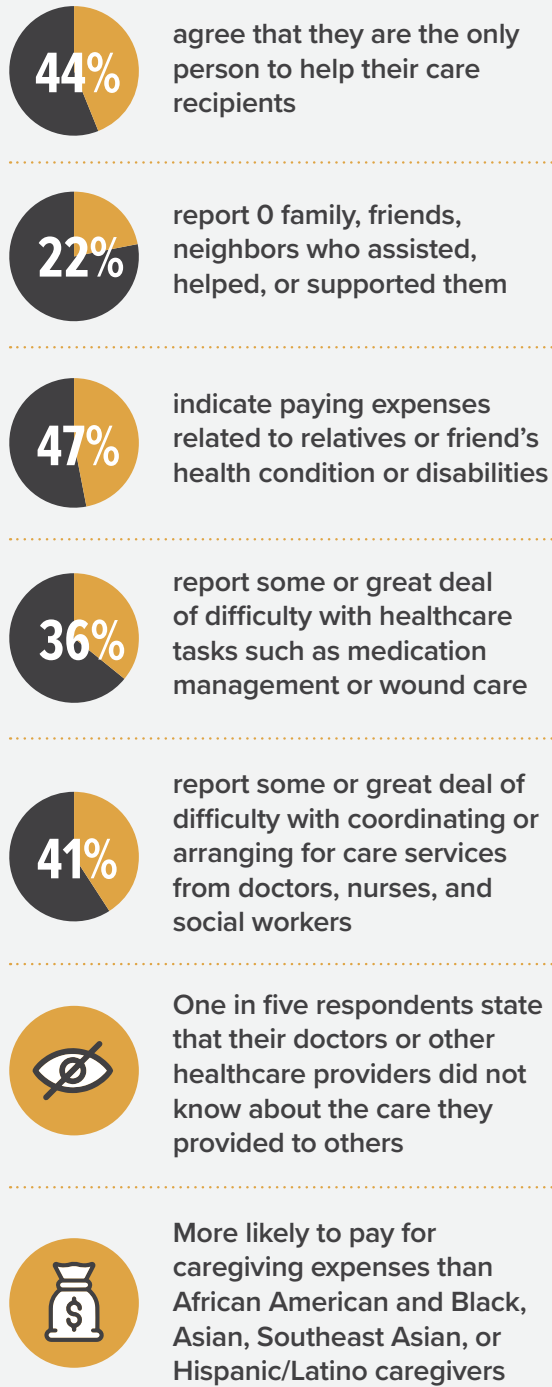 44%
agree that they are the only
person to help their care
recipients
22%
report 0 family, friends,
neighbors who assisted,
helped, or supported them
47%
indicate paying expenses
related to relatives or friend’s
health condition or disabilities
36%
report some or great deal
of difficulty with healthcare
tasks such as medication
management or wound care
41%
report some or great deal of
difficulty with coordinating or
arranging for care services
from doctors, nurses, and
social workers
One in five respondents state
that their doctors or other
healthcare providers did not
know about the care they
provided to others
$
More likely to pay for
caregiving expenses than
African American and Black,
Asian, Southeast Asian, or
Hispanic/Latino caregivers